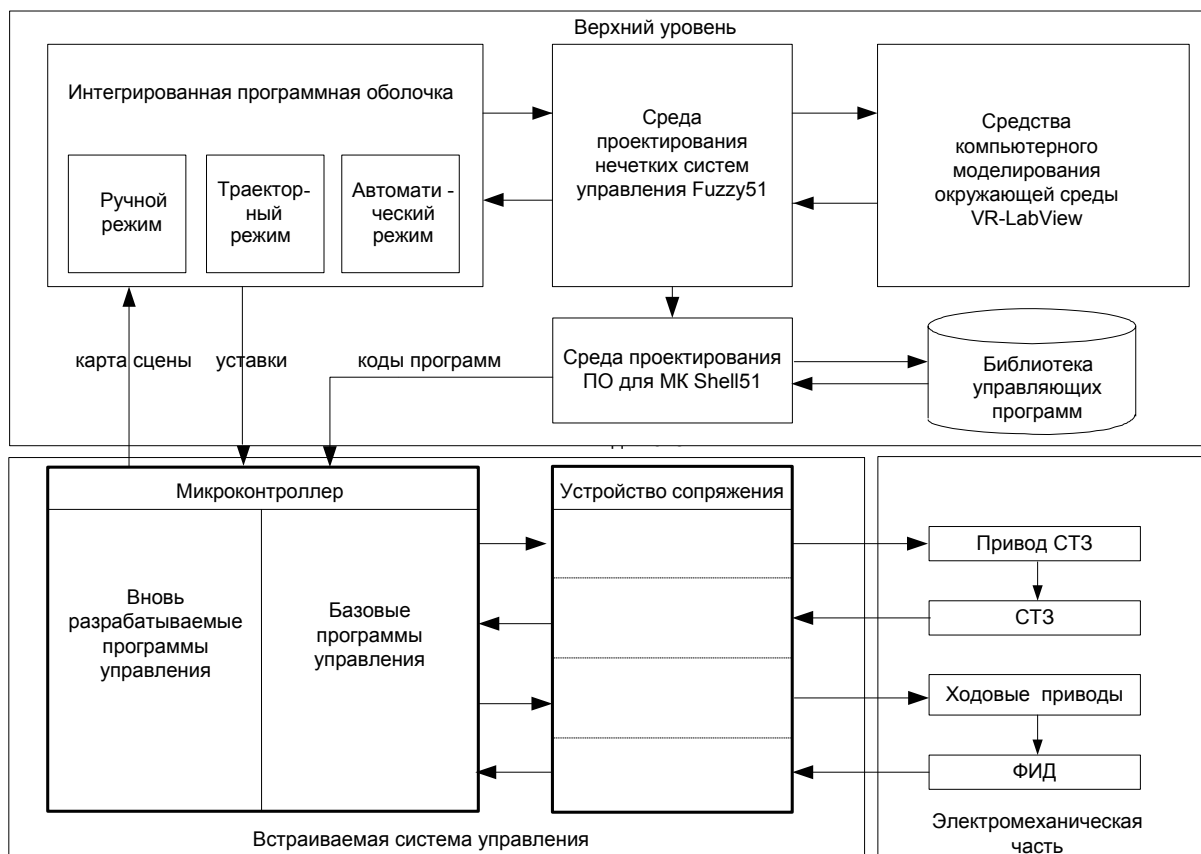 Верхний уровень
Интегрированная программная оболочка
Ручной
режим
Траектор-
ный
режим
Автомати -
ческий
режим
Среда
проектирования
нечетких систем
управления Fuzzy51
Средства
компьютерного
моделирования
окружающей среды
VR-LabView
карта сцены
уставки
коды программ
Среда проектирования
ПО для МК Shell51
Библиотека
управляющих
программ
Микроконтроллер
Вновь
разрабатываемые
программы
управления
Базовые
программы
управления
Устройство сопряжения
Привод СТЗ
СТЗ
Ходовые приводы
ФИД
Встраиваемая система управления
Электромеханическая
часть